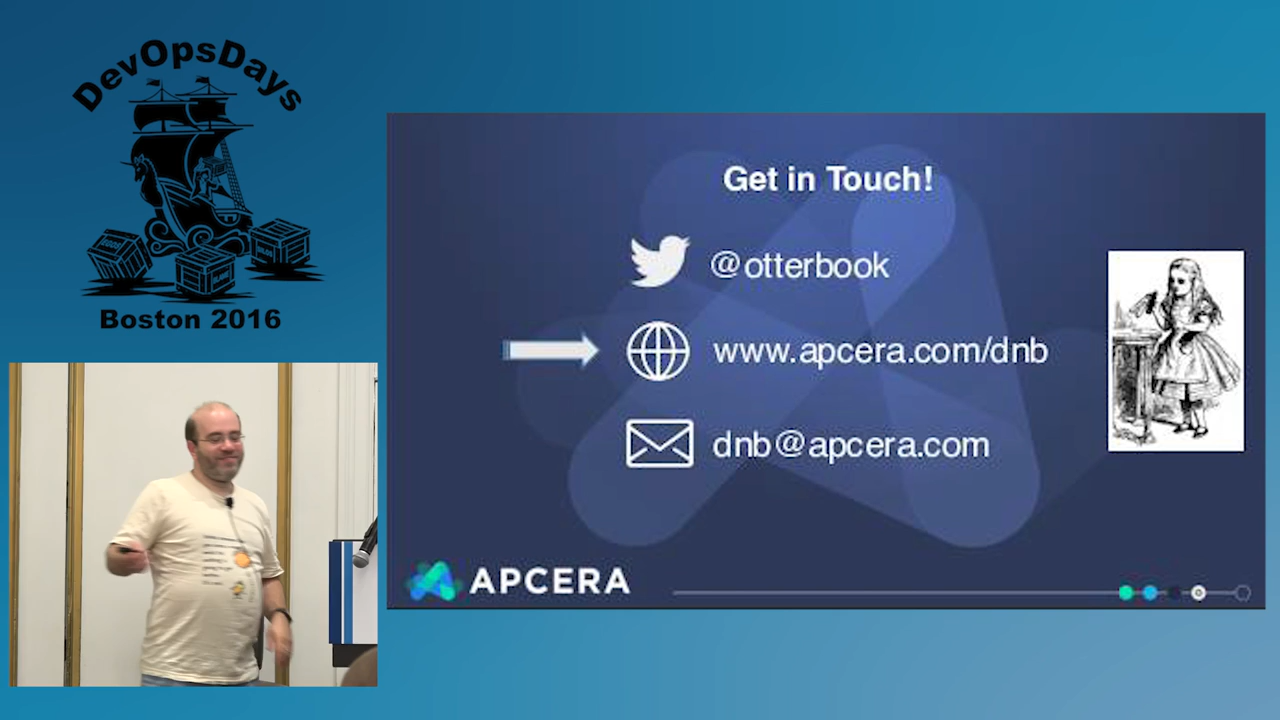 DevOpsDays
Boston 2016
Get in Touch!
@otterbook
www.apcera.com/dnb
dnb@apcera.com
APCERA